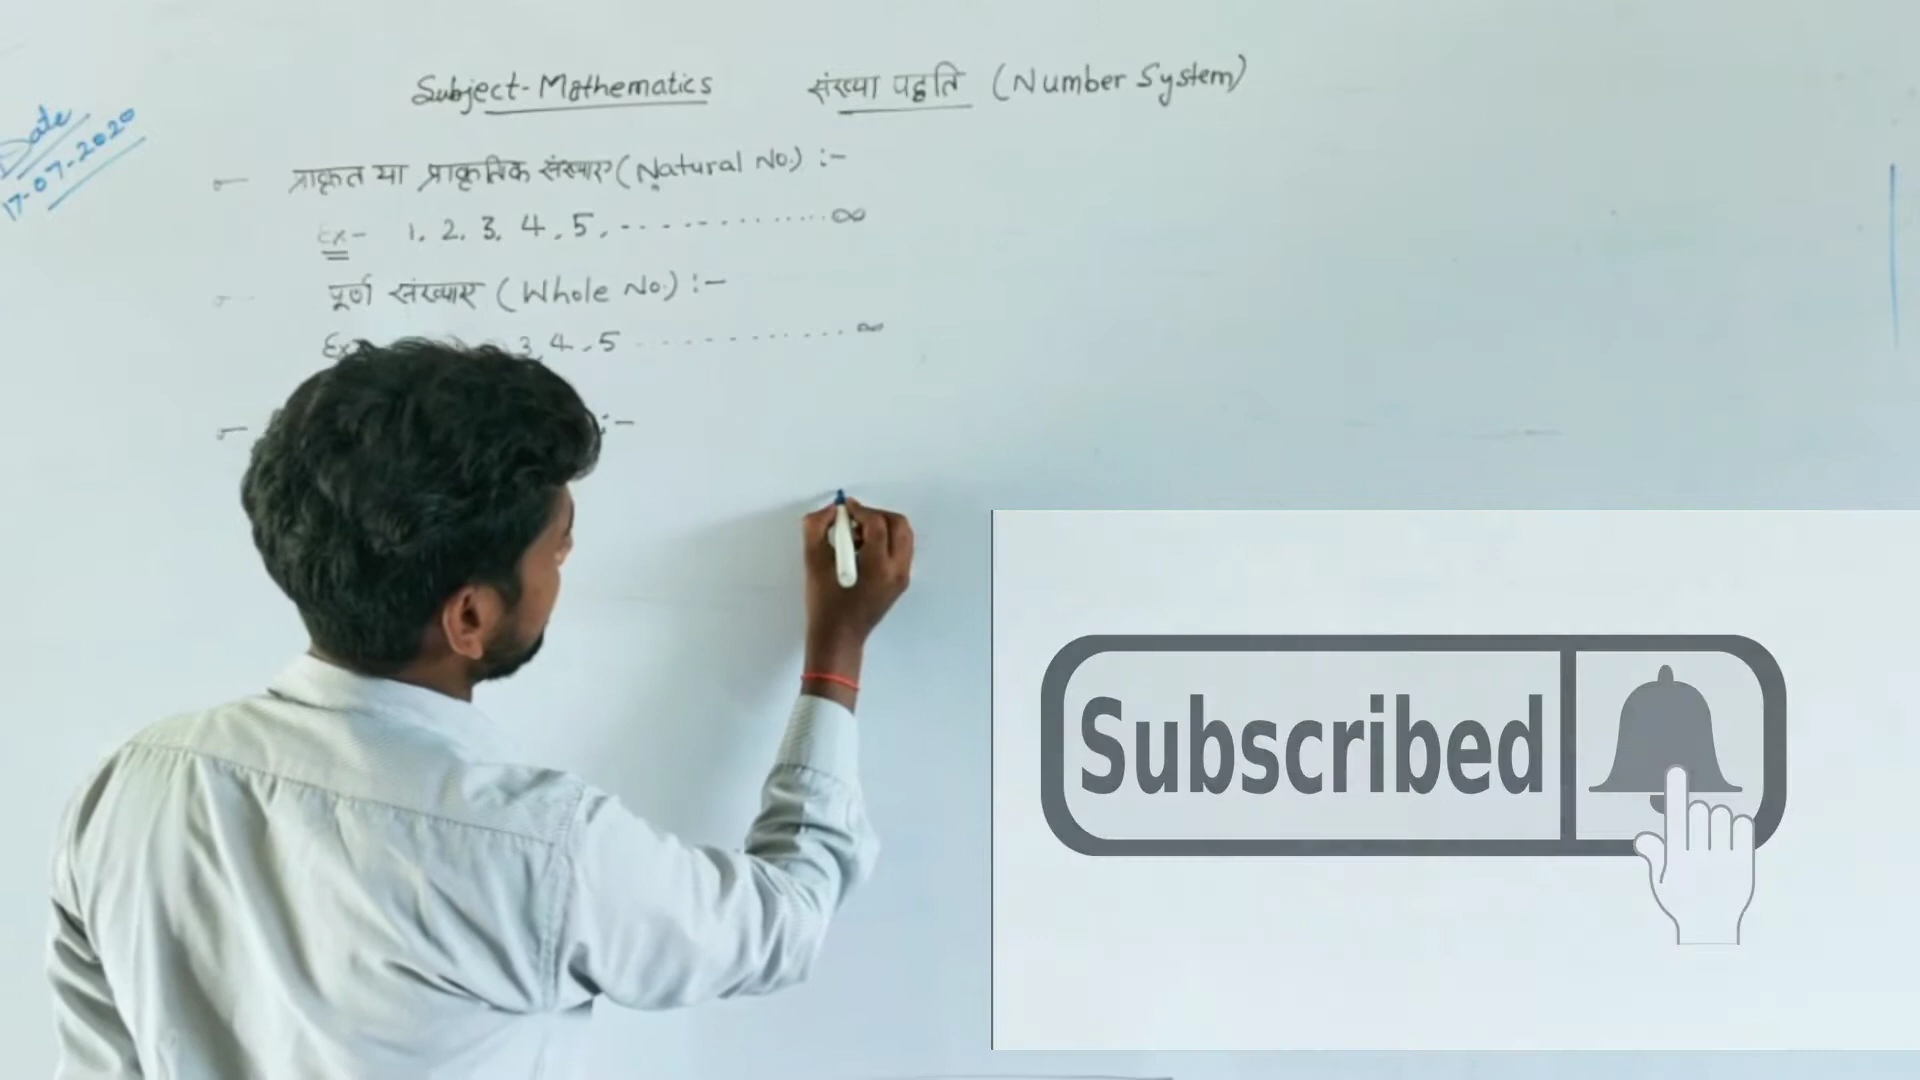 Subject-Mathematics संख्या पद्धति (Number System)
Date
17-07-2020
प्राकृत या प्राकृतिक संख्याए (Natural No.) :-
Ex- 1, 2, 3, 4, 5, ------------- ∞
पूर्ण संख्याए (Whole No.) :-
Ex 3, 4, 5 ------------ ∞
:-
Subscribed